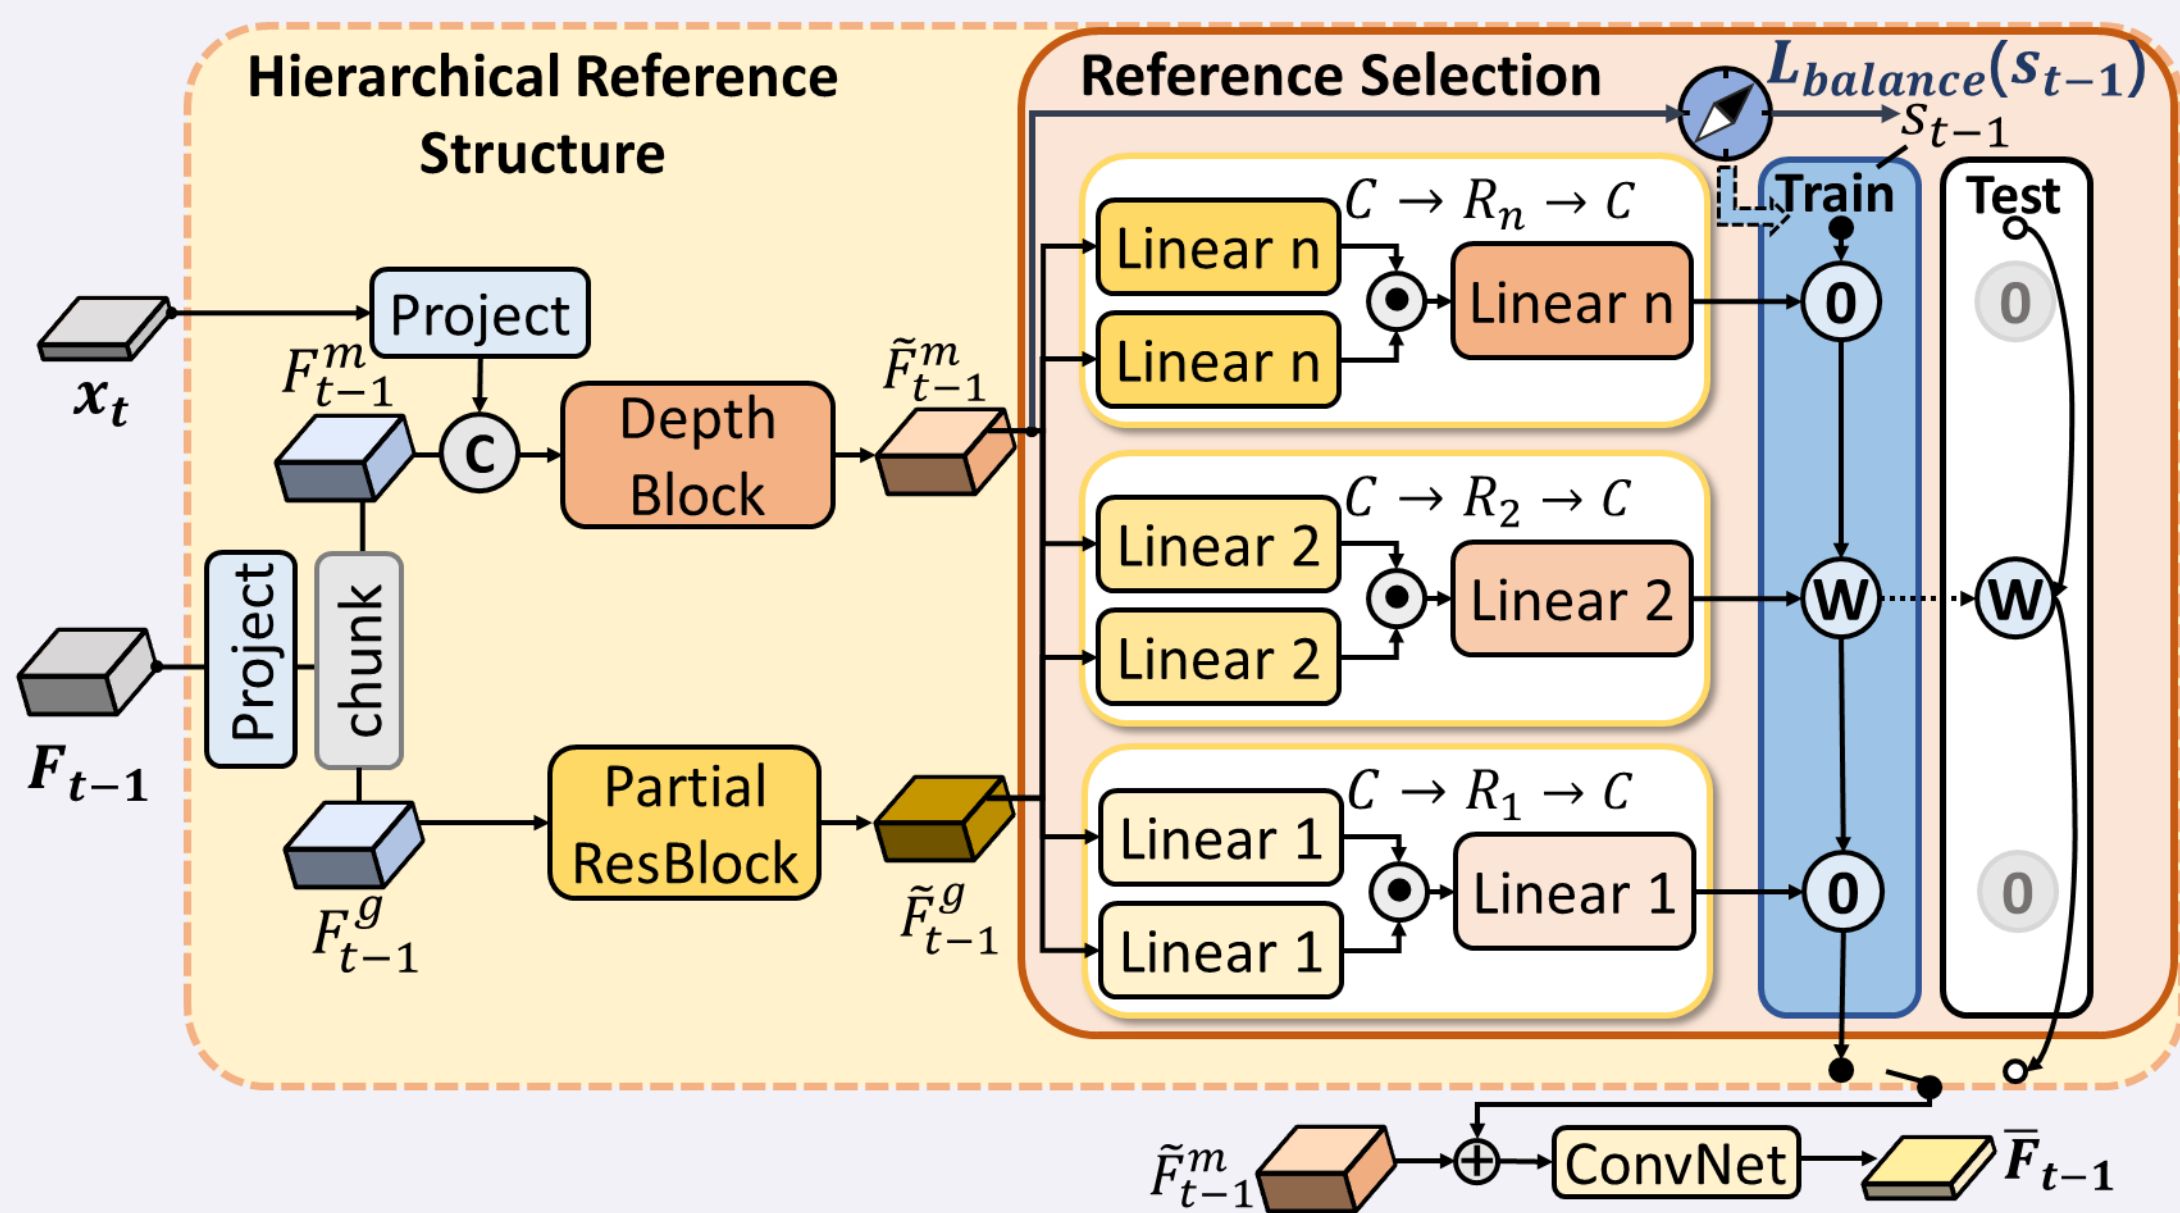 Hierarchical Reference
Structure
Reference Selection
L_{balance}(s_{t-1})
s_{t-1}
Train
Test
C → R_n → C
Linear n
Linear n
Linear n
0
0
Project
x_t
F^m_{t-1}
C
Depth
Block
F̃^m_{t-1}
C → R_2 → C
Linear 2
Linear 2
Linear 2
W
W
Project
chunk
F_{t-1}
Partial
ResBlock
F^g_{t-1}
F̃^g_{t-1}
C → R_1 → C
Linear 1
Linear 1
Linear 1
0
0
F̃^m_{t-1}
+
ConvNet
F̄_{t-1}